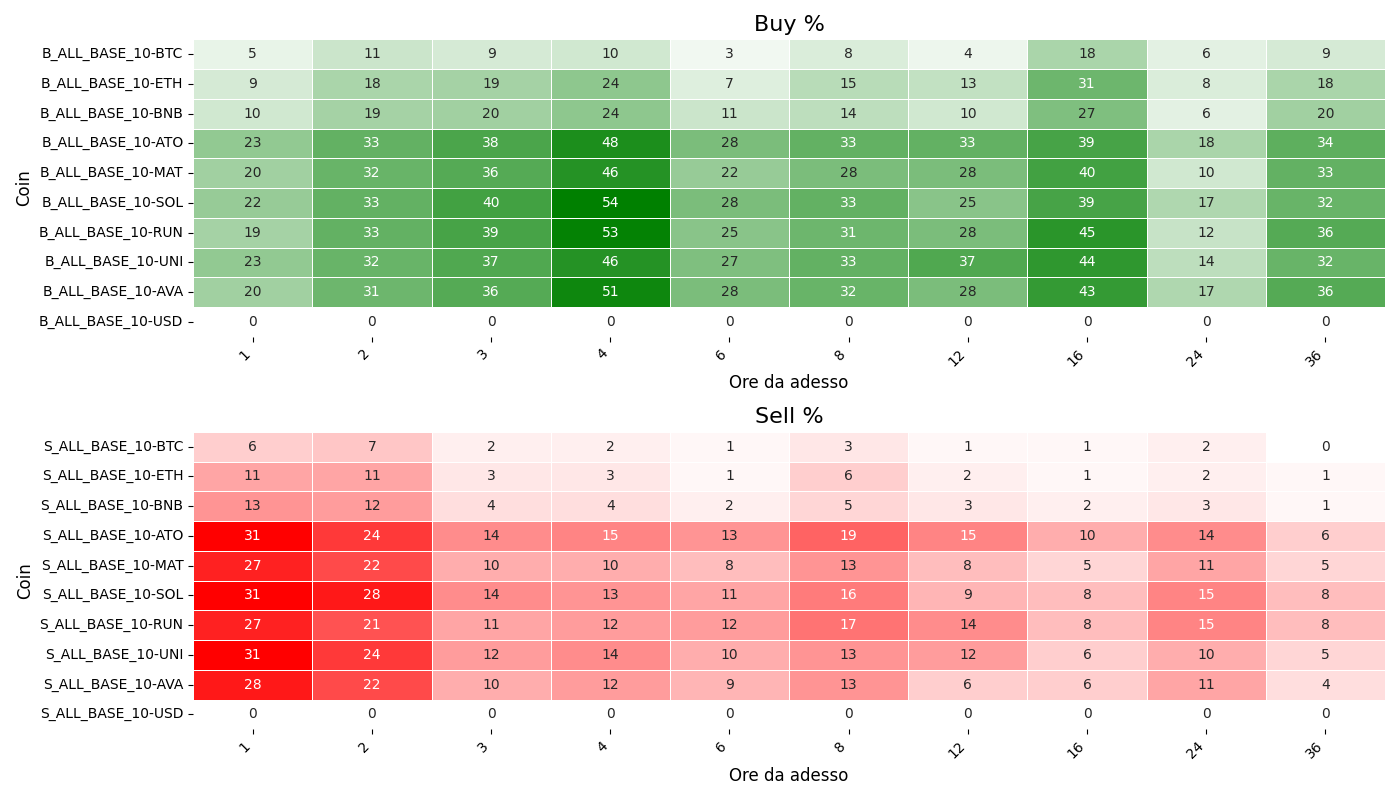 Buy %
Coin
B_ALL_BASE_10-BTC 5 11 9 10 3 8 4 18 6 9
B_ALL_BASE_10-ETH 9 18 19 24 7 15 13 31 8 18
B_ALL_BASE_10-BNB 10 19 20 24 11 14 10 27 6 20
B_ALL_BASE_10-ATO 23 33 38 48 28 33 33 39 18 34
B_ALL_BASE_10-MAT 20 32 36 46 22 28 28 40 10 33
B_ALL_BASE_10-SOL 22 33 40 54 28 33 25 39 17 32
B_ALL_BASE_10-RUN 19 33 39 53 25 31 28 45 12 36
B_ALL_BASE_10-UNI 23 32 37 46 27 33 37 44 14 32
B_ALL_BASE_10-AVA 20 31 36 51 28 32 28 43 17 36
B_ALL_BASE_10-USD 0 0 0 0 0 0 0 0 0 0
1 2 3 4 6 8 12 16 24 36
Ore da adesso
Sell %
Coin
S_ALL_BASE_10-BTC 6 7 2 2 1 3 1 1 2 0
S_ALL_BASE_10-ETH 11 11 3 3 1 6 2 1 2 1
S_ALL_BASE_10-BNB 13 12 4 4 2 5 3 2 3 1
S_ALL_BASE_10-ATO 31 24 14 15 13 19 15 10 14 6
S_ALL_BASE_10-MAT 27 22 10 10 8 13 8 5 11 5
S_ALL_BASE_10-SOL 31 28 14 13 11 16 9 8 15 8
S_ALL_BASE_10-RUN 27 21 11 12 12 17 14 8 15 8
S_ALL_BASE_10-UNI 31 24 12 14 10 13 12 6 10 5
S_ALL_BASE_10-AVA 28 22 10 12 9 13 6 6 11 4
S_ALL_BASE_10-USD 0 0 0 0 0 0 0 0 0 0
1 2 3 4 6 8 12 16 24 36
Ore da adesso